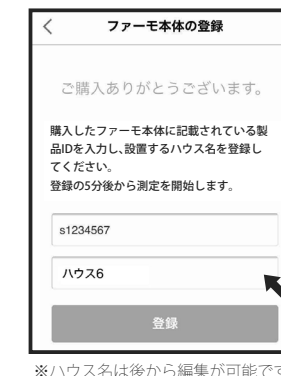 ファーモ本体の登録
ご購入ありがとうございます。
購入したファーモ本体に記載されている製
品IDを入力し、設置するハウス名を登録し
てください。
登録の5分後から測定を開始します。
s1234567
ハウス6
登録
※ハウス名は後から編集が可能です